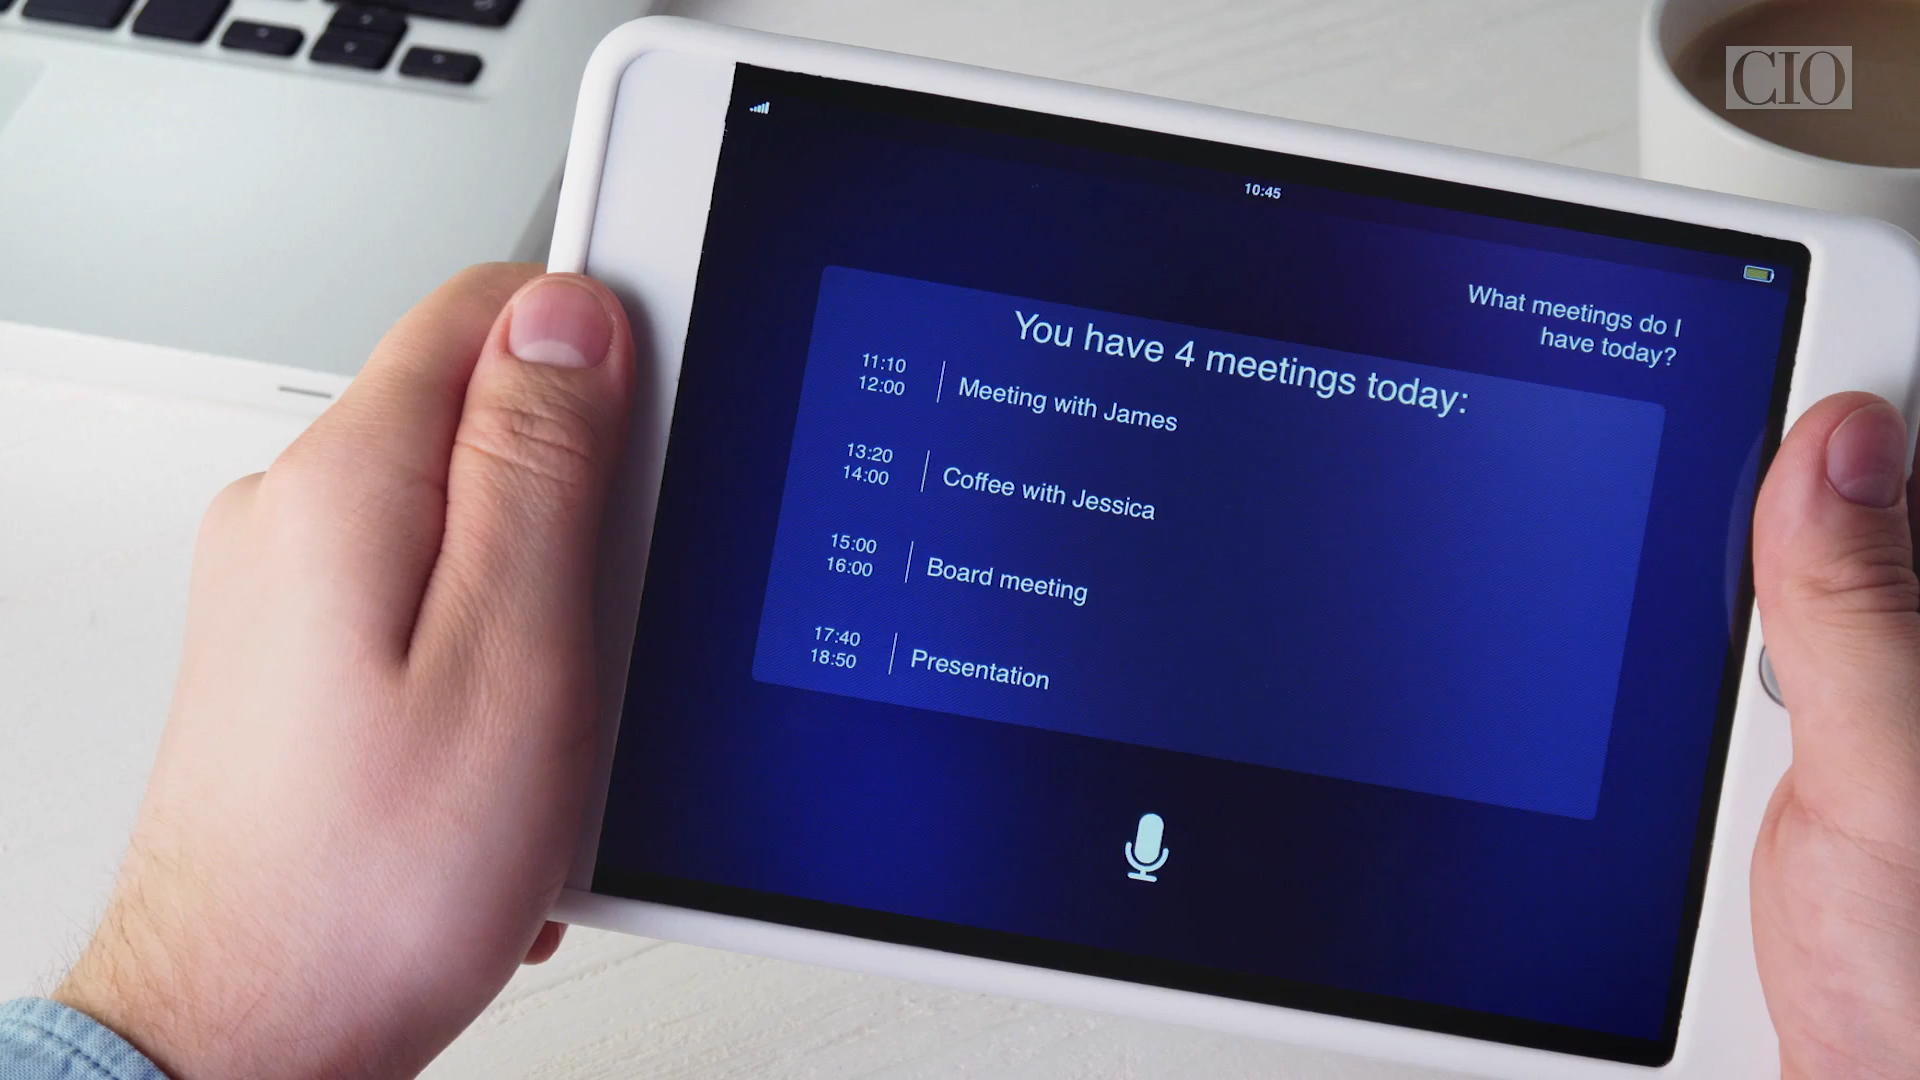 CIO
10:45
What meetings do I
have today?
You have 4 meetings today:
11:10
12:00
Meeting with James
13:20
14:00
Coffee with Jessica
15:00
16:00
Board meeting
17:40
18:50
Presentation